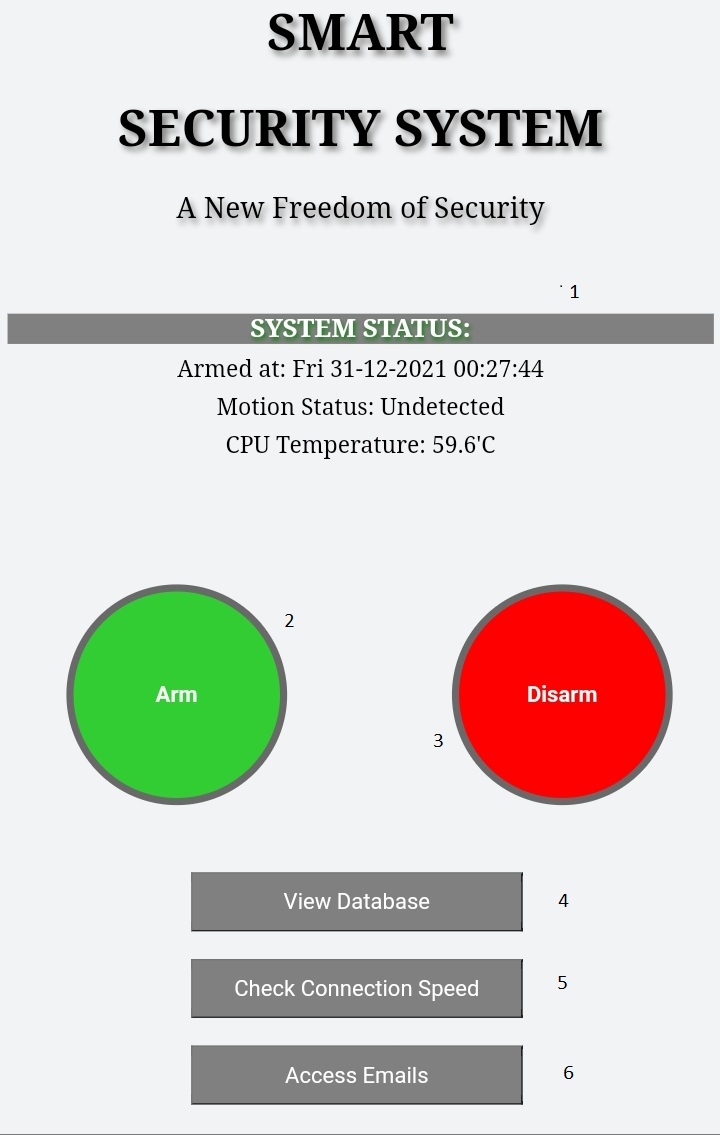 SMART
SECURITY SYSTEM
A New Freedom of Security
1
SYSTEM STATUS:
Armed at: Fri 31-12-2021 00:27:44
Motion Status: Undetected
CPU Temperature: 59.6'C
2
Arm
Disarm
3
View Database
4
Check Connection Speed
5
Access Emails
6